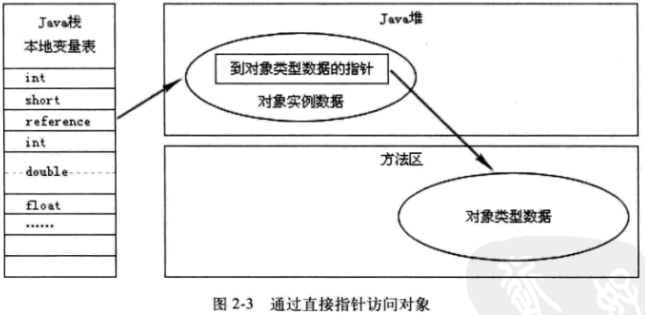 Java栈
本地变量表
int
short
reference
int
double
float
……
Java堆
到对象类型数据的指针
对象实例数据
方法区
对象类型数据
图 2-3 通过直接指针访问对象